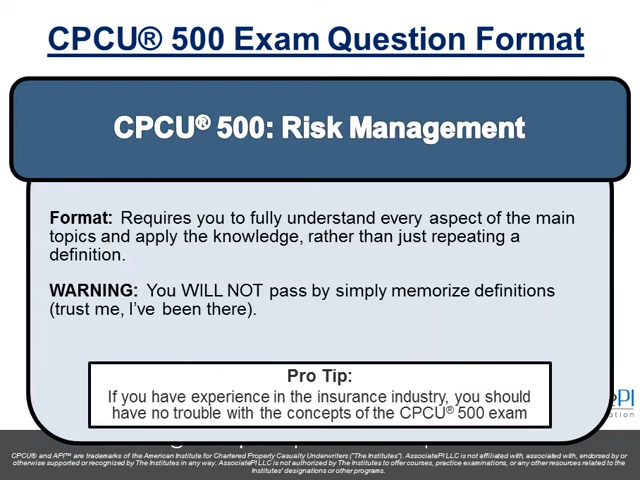 CPCU® 500 Exam Question Format
CPCU® 500: Risk Management
Format: Requires you to fully understand every aspect of the main
topics and apply the knowledge, rather than just repeating a
definition.
WARNING: You WILL NOT pass by simply memorize definitions
(trust me, I've been there).
Pro Tip:
If you have experience in the insurance industry, you should
have no trouble with the concepts of the CPCU® 500 exam
CPCU® and API™ are trademarks of the American Institute for Chartered Property Casualty Underwriters ("The Institutes"). AssociatePI LLC is not affiliated with, associated with, endorsed by or
otherwise supported or recognized by The Institutes in any way. AssociatePI LLC is not authorized by The Institutes to offer courses, practice examinations, or any other resources related to the
Institutes' designations or other programs.